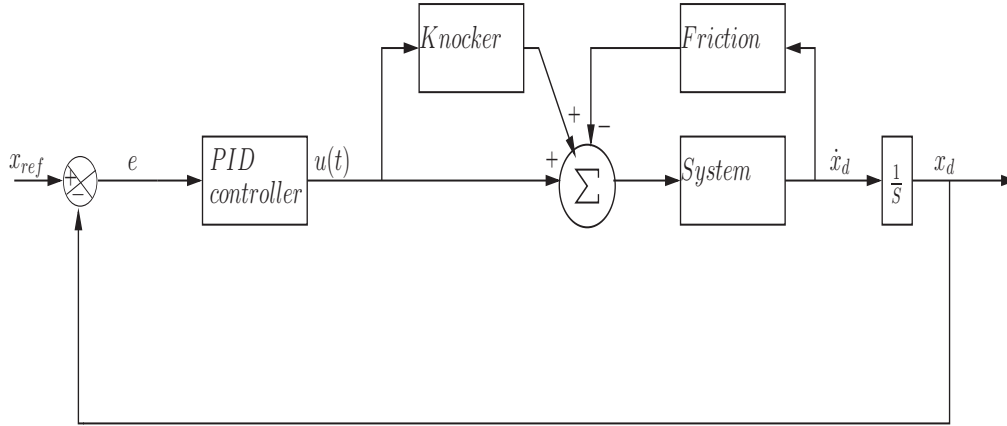 Knocker
Friction
+
−
x_ref
+
−
e
PID
controller
u(t)
+
Σ
System
ẋ_d
1/S
x_d